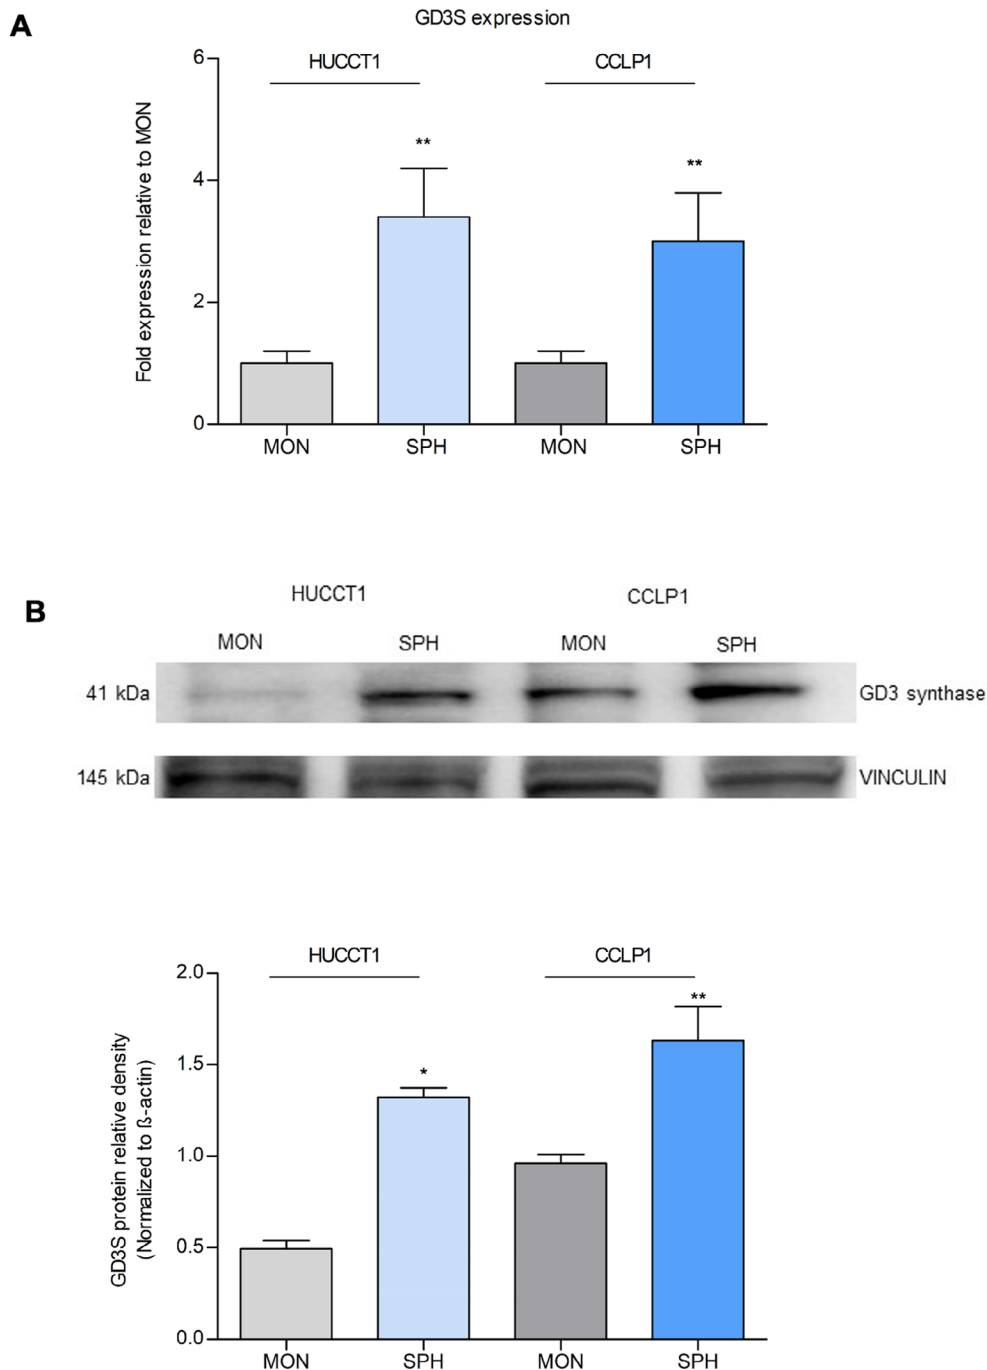 A
GD3S expression
HUCCT1
CCLP1
**
**
Fold expression relative to MON
6
4
2
0
MON
SPH
MON
SPH
B
HUCCT1
CCLP1
MON
SPH
MON
SPH
41 kDa
GD3 synthase
145 kDa
VINCULIN
HUCCT1
CCLP1
*
**
GD3S protein relative density
(Normalized to ß-actin)
2.0
1.5
1.0
0.5
0.0
MON
SPH
MON
SPH